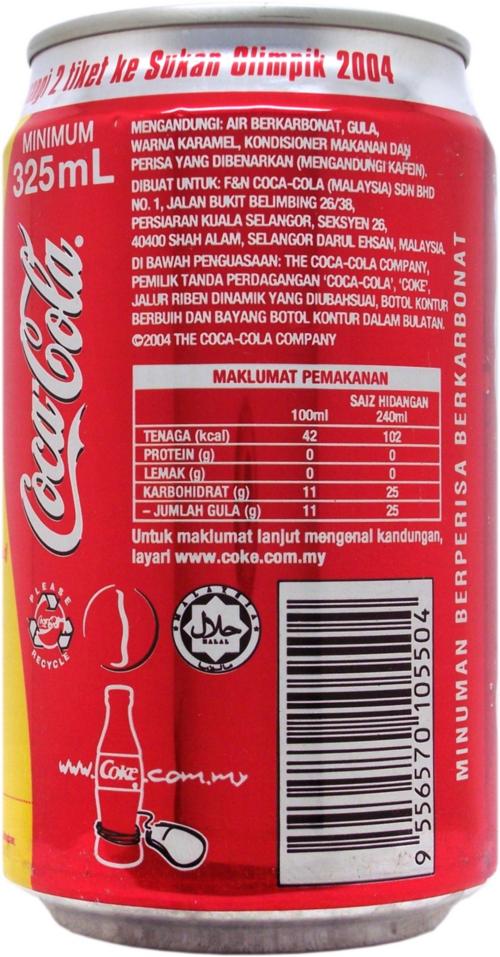 2 tiket ke Sukan Olimpik 2004
MINIMUM
325mL
Coca-Cola
MENGANDUNGI: AIR BERKARBONAT, GULA,
WARNA KARAMEL, KONDISIONER MAKANAN DAN
PERISA YANG DIBENARKAN (MENGANDUNGI KAFEIN).
DIBUAT UNTUK: F&N COCA-COLA (MALAYSIA) SDN BHD
NO. 1, JALAN BUKIT BELIMBING 26/38,
PERSIARAN KUALA SELANGOR, SEKSYEN 26,
40400 SHAH ALAM, SELANGOR DARUL EHSAN, MALAYSIA.
DI BAWAH PENGUASAAN: THE COCA-COLA COMPANY,
PEMILIK TANDA PERDAGANGAN 'COCA-COLA', 'COKE',
JALUR RIBEN DINAMIK YANG DIUBAHSUAI, BOTOL KONTUR
BERBUIH DAN BAYANG BOTOL KONTUR DALAM BULATAN.
©2004 THE COCA-COLA COMPANY
MAKLUMAT PEMAKANAN
100ml SAIZ HIDANGAN 240ml
TENAGA (kcal) 42 102
PROTEIN (g) 0 0
LEMAK (g) 0 0
KARBOHIDRAT (g) 11 25
– JUMLAH GULA (g) 11 25
Untuk maklumat lanjut mengenai kandungan,
layari www.coke.com.my
MINUMAN BERPERISA BERKARBONAT
PLEASE
RECYCLE
MALAYSIA
حلال
HALAL
www.Coke.com.my
9 556570 105504